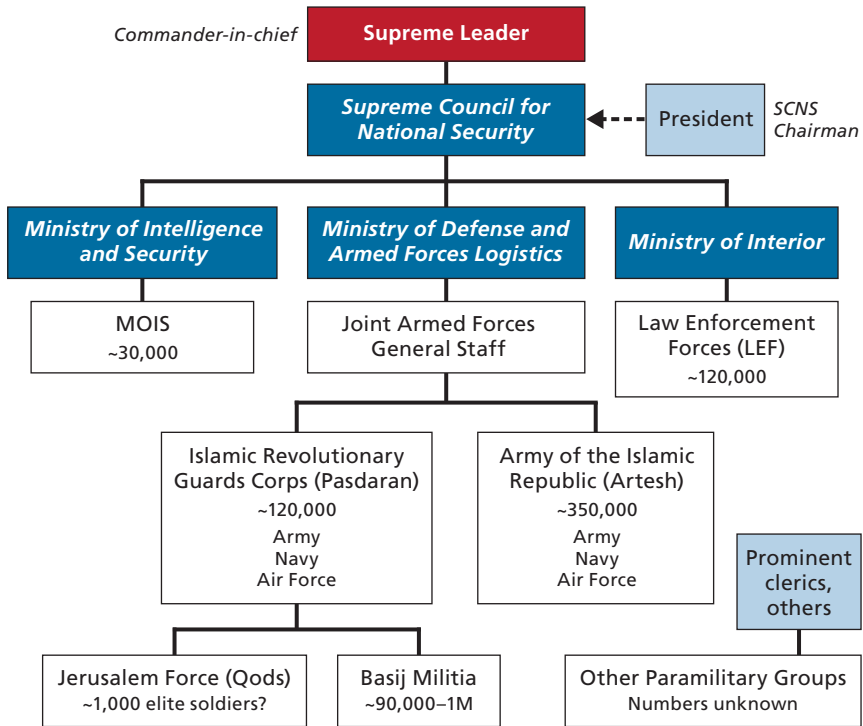 Commander-in-chief
Supreme Leader
Supreme Council for
National Security
President
SCNS
Chairman
Ministry of Intelligence
and Security
Ministry of Defense and
Armed Forces Logistics
Ministry of Interior
MOIS
~30,000
Joint Armed Forces
General Staff
Law Enforcement
Forces (LEF)
~120,000
Islamic Revolutionary
Guards Corps (Pasdaran)
~120,000
Army
Navy
Air Force
Army of the Islamic
Republic (Artesh)
~350,000
Army
Navy
Air Force
Prominent
clerics,
others
Jerusalem Force (Qods)
~1,000 elite soldiers?
Basij Militia
~90,000–1M
Other Paramilitary Groups
Numbers unknown